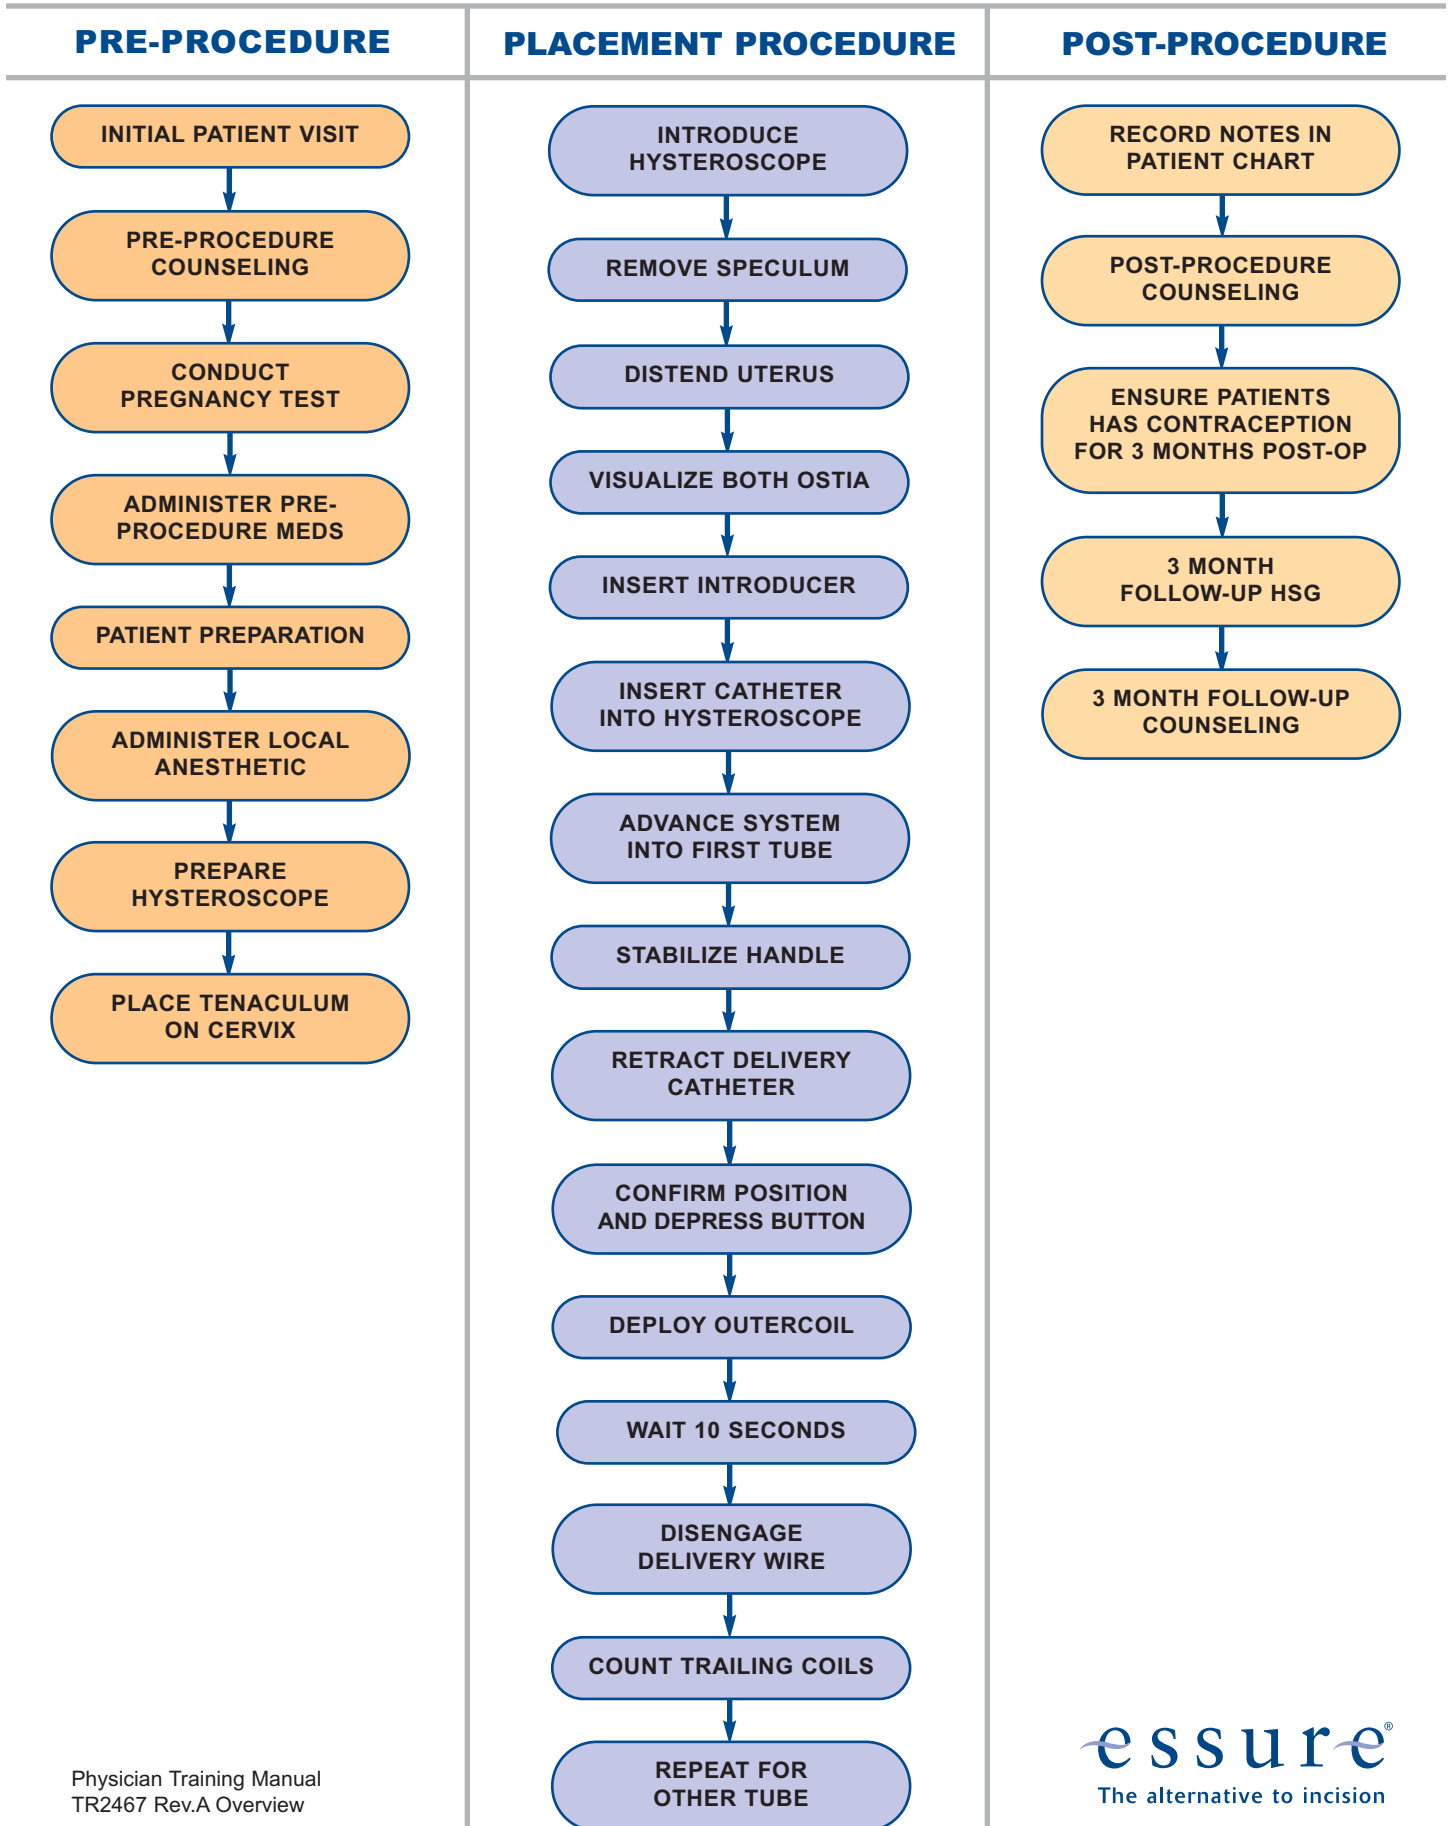 PRE-PROCEDURE
INITIAL PATIENT VISIT
PRE-PROCEDURE
COUNSELING
CONDUCT
PREGNANCY TEST
ADMINISTER PRE-
PROCEDURE MEDS
PATIENT PREPARATION
ADMINISTER LOCAL
ANESTHETIC
PREPARE
HYSTEROSCOPE
PLACE TENACULUM
ON CERVIX
PLACEMENT PROCEDURE
INTRODUCE
HYSTEROSCOPE
REMOVE SPECULUM
DISTEND UTERUS
VISUALIZE BOTH OSTIA
INSERT INTRODUCER
INSERT CATHETER
INTO HYSTEROSCOPE
ADVANCE SYSTEM
INTO FIRST TUBE
STABILIZE HANDLE
RETRACT DELIVERY
CATHETER
CONFIRM POSITION
AND DEPRESS BUTTON
DEPLOY OUTERCOIL
WAIT 10 SECONDS
DISENGAGE
DELIVERY WIRE
COUNT TRAILING COILS
REPEAT FOR
OTHER TUBE
POST-PROCEDURE
RECORD NOTES IN
PATIENT CHART
POST-PROCEDURE
COUNSELING
ENSURE PATIENTS
HAS CONTRACEPTION
FOR 3 MONTHS POST-OP
3 MONTH
FOLLOW-UP HSG
3 MONTH FOLLOW-UP
COUNSELING
Physician Training Manual
TR2467 Rev.A Overview
essure®
The alternative to incision